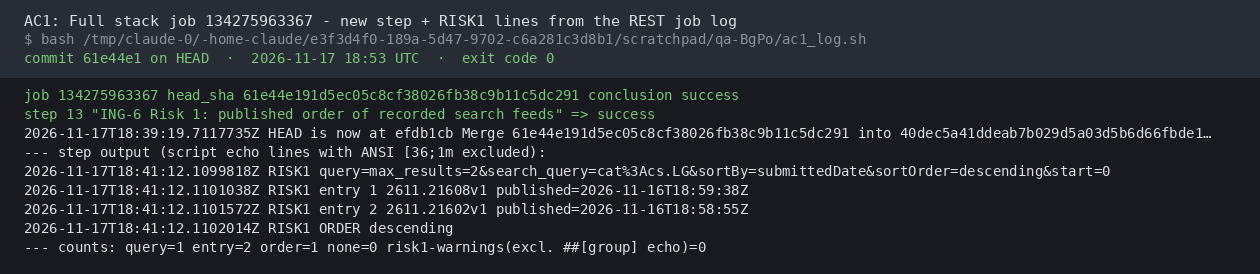 AC1: Full stack job 134275963367 - new step + RISK1 lines from the REST job log
$ bash /tmp/claude-0/-home-claude/e3f3d4f0-189a-5d47-9702-c6a281c3d8b1/scratchpad/qa-BgPo/ac1_log.sh
commit 61e44e1 on HEAD · 2026-11-17 18:53 UTC · exit code 0
job 134275963367 head_sha 61e44e191d5ec05c8cf38026fb38c9b11c5dc291 conclusion success
step 13 "ING-6 Risk 1: published order of recorded search feeds" => success
2026-11-17T18:39:19.7117735Z HEAD is now at efdb1cb Merge 61e44e191d5ec05c8cf38026fb38c9b11c5dc291 into 40dec5a41ddeab7b029d5a03d5b6d66fbde1…
--- step output (script echo lines with ANSI [36;1m excluded):
2026-11-17T18:41:12.1099818Z RISK1 query=max_results=2&search_query=cat%3Acs.LG&sortBy=submittedDate&sortOrder=descending&start=0
2026-11-17T18:41:12.1101038Z RISK1 entry 1 2611.21608v1 published=2026-11-16T18:59:38Z
2026-11-17T18:41:12.1101572Z RISK1 entry 2 2611.21602v1 published=2026-11-16T18:58:55Z
2026-11-17T18:41:12.1102014Z RISK1 ORDER descending
--- counts: query=1 entry=2 order=1 none=0 risk1-warnings(excl. ##[group] echo)=0